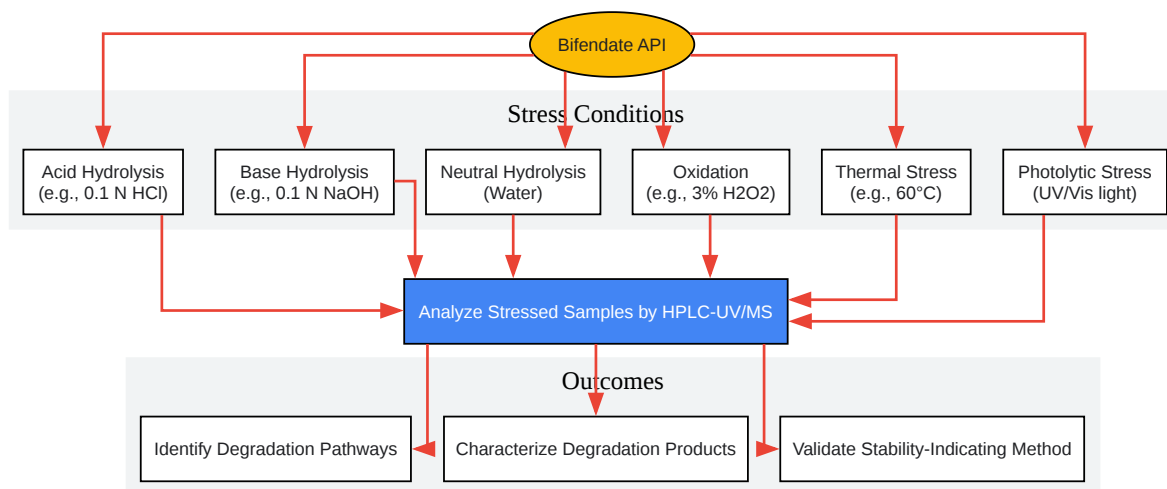 Bifendate API
Stress Conditions
Acid Hydrolysis
(e.g., 0.1 N HCl)
Base Hydrolysis
(e.g., 0.1 N NaOH)
Neutral Hydrolysis
(Water)
Oxidation
(e.g., 3% H2O2)
Thermal Stress
(e.g., 60°C)
Photolytic Stress
(UV/Vis light)
Analyze Stressed Samples by HPLC-UV/MS
Outcomes
Identify Degradation Pathways
Characterize Degradation Products
Validate Stability-Indicating Method